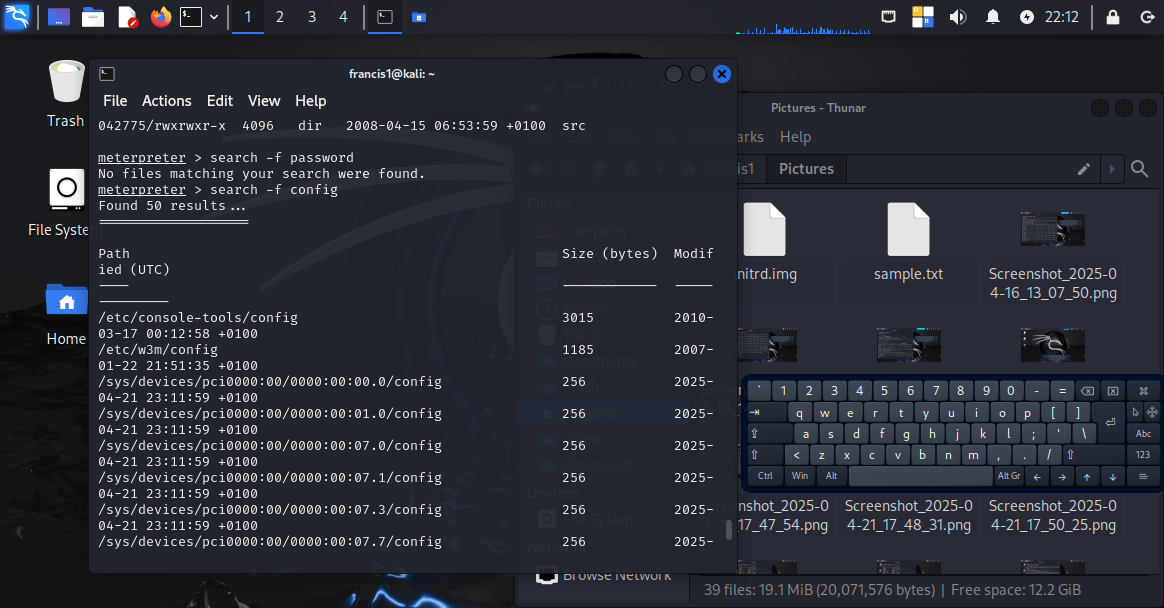 1 2 3 4
22:12
Trash
File Syste
Home
francis1@kali: ~
File Actions Edit View Help
042775/rwxrwxr-x 4096 dir 2008-04-15 06:53:59 +0100 src
meterpreter > search -f password
No files matching your search were found.
meterpreter > search -f config
Found 50 results...
===================
Path Size (bytes) Modif
ied (UTC)
---- ------------ -----
---------
/etc/console-tools/config 3015 2010-
03-17 00:12:58 +0100
/etc/w3m/config 1185 2007-
01-22 21:51:35 +0100
/sys/devices/pci0000:00/0000:00:00.0/config 256 2025-
04-21 23:11:59 +0100
/sys/devices/pci0000:00/0000:00:01.0/config 256 2025-
04-21 23:11:59 +0100
/sys/devices/pci0000:00/0000:00:07.0/config 256 2025-
04-21 23:11:59 +0100
/sys/devices/pci0000:00/0000:00:07.1/config 256 2025-
04-21 23:11:59 +0100
/sys/devices/pci0000:00/0000:00:07.3/config 256 2025-
04-21 23:11:59 +0100
/sys/devices/pci0000:00/0000:00:07.7/config 256 2025-
Pictures - Thunar
View Go Bookmarks Help
francis1 Pictures
Places
Computer
Recent
Trash
Documents
Downloads
Devices
File System
Network
Browse Network
nitrd.img
sample.txt
Screenshot_2025-0
4-16_13_07_50.png
` 1 2 3 4 5 6 7 8 9 0 - =
q w e r t y u i o p [ ]
a s d f g h j k l ; ' \ Abc
< z x c v b n m , . / 123
Ctrl Win Alt Alt Gr
nshot_2025-0
17_47_54.png
Screenshot_2025-0
4-21_17_48_31.png
Screenshot_2025-0
4-21_17_50_25.png
39 files: 19.1 MiB (20,071,576 bytes) | Free space: 12.2 GiB